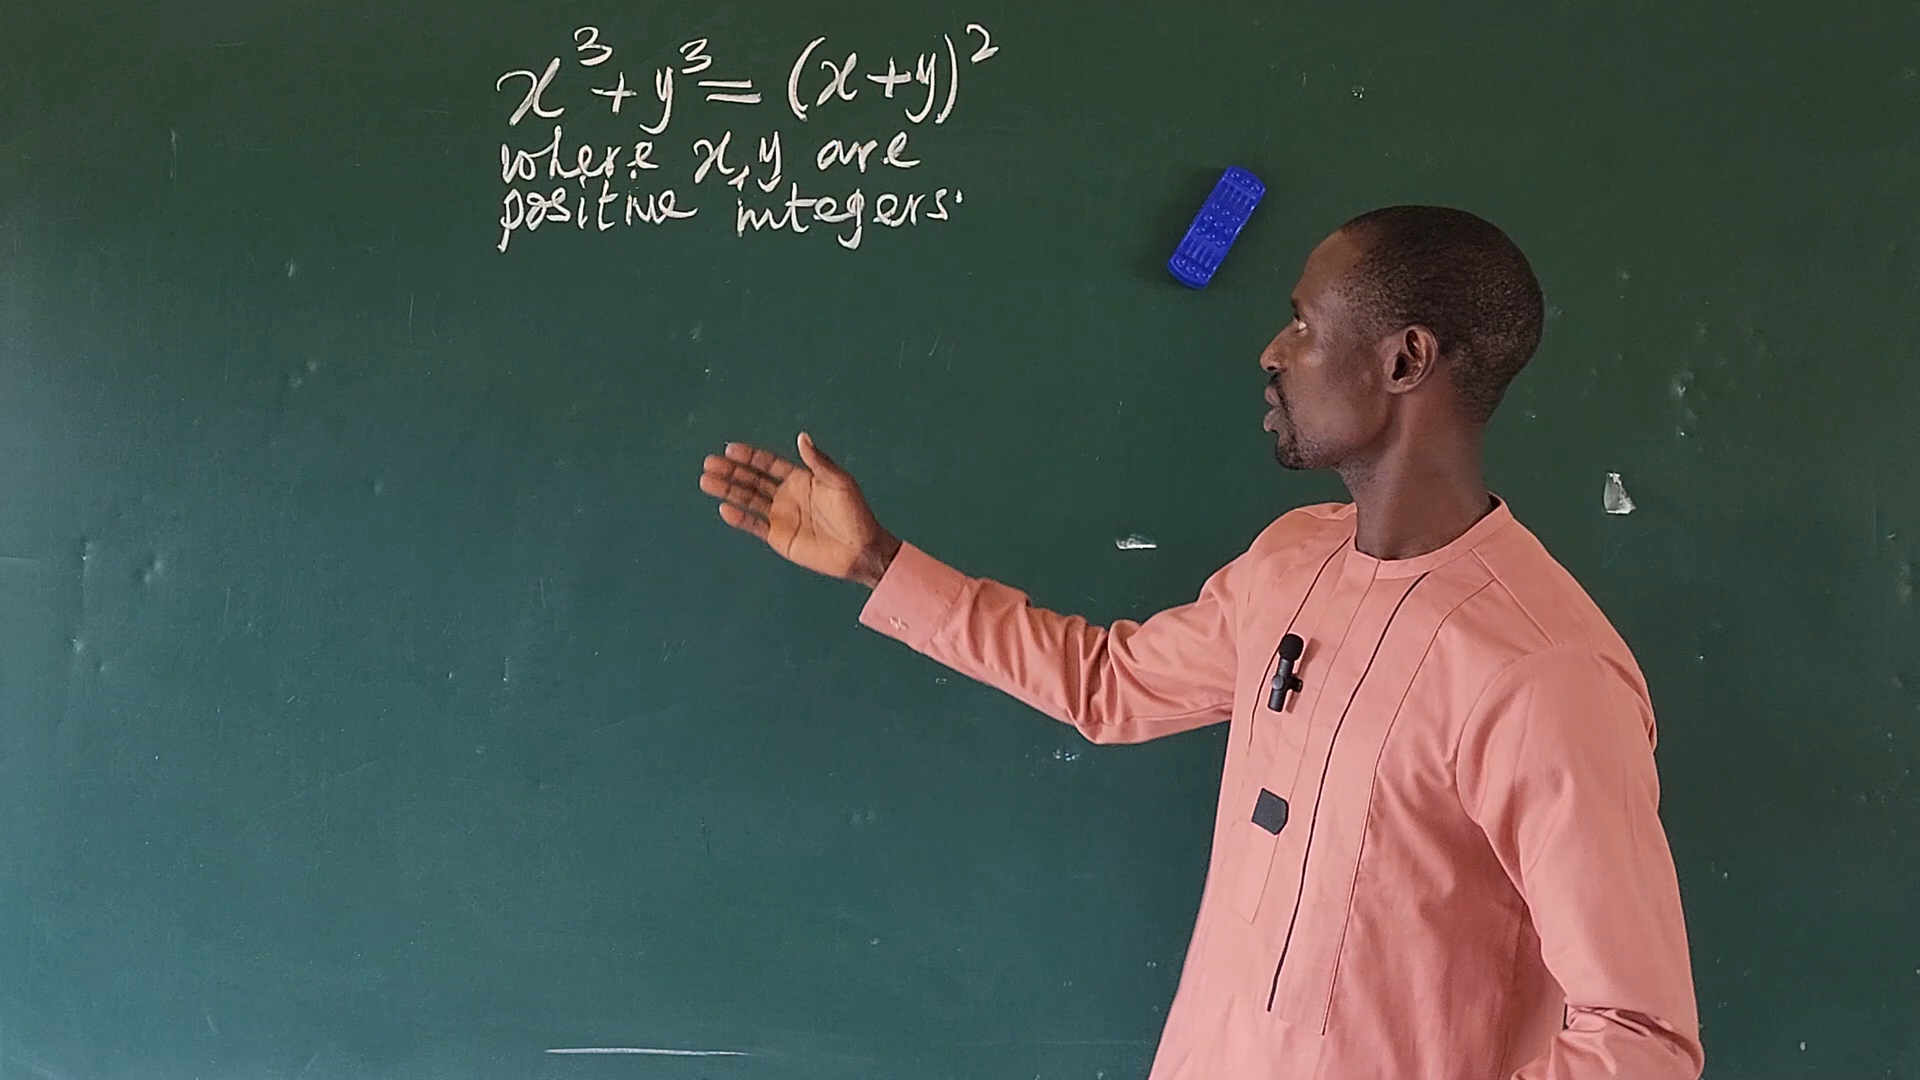 x³+y³=(x+y)²
where x,y are
positive integers.